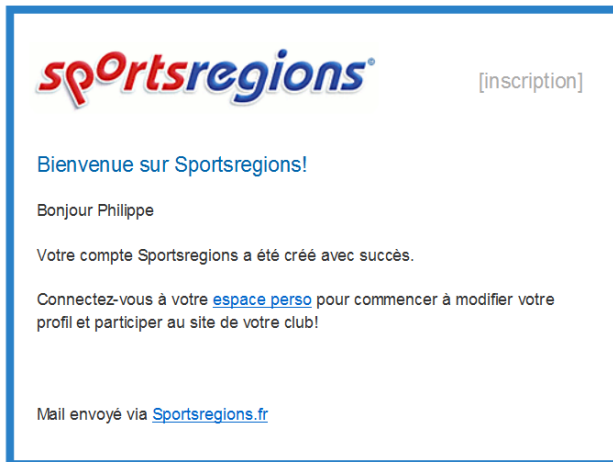 sportsregions
[inscription]
Bienvenue sur Sportsregions!
Bonjour Philippe
Votre compte Sportsregions a été créé avec succès.
Connectez-vous à votre espace perso pour commencer à modifier votre
profil et participer au site de votre club!
Mail envoyé via Sportsregions.fr